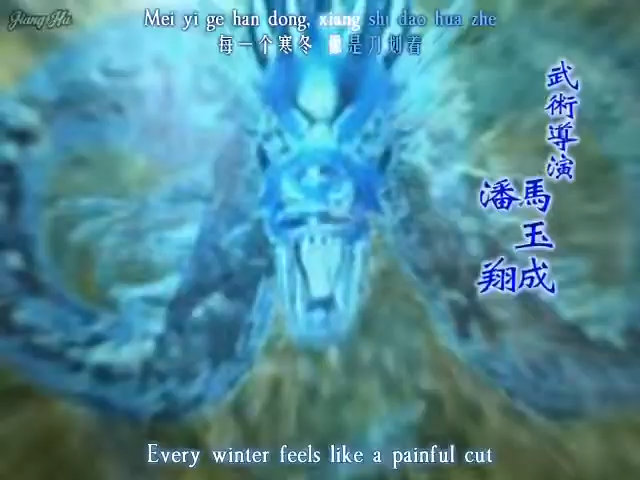 Jiang Hu
Mei yi ge han dong, xiang shi dao hua zhe
每一个寒冬 像是刀划着
武術導演
馬玉成
潘翔
Every winter feels like a painful cut